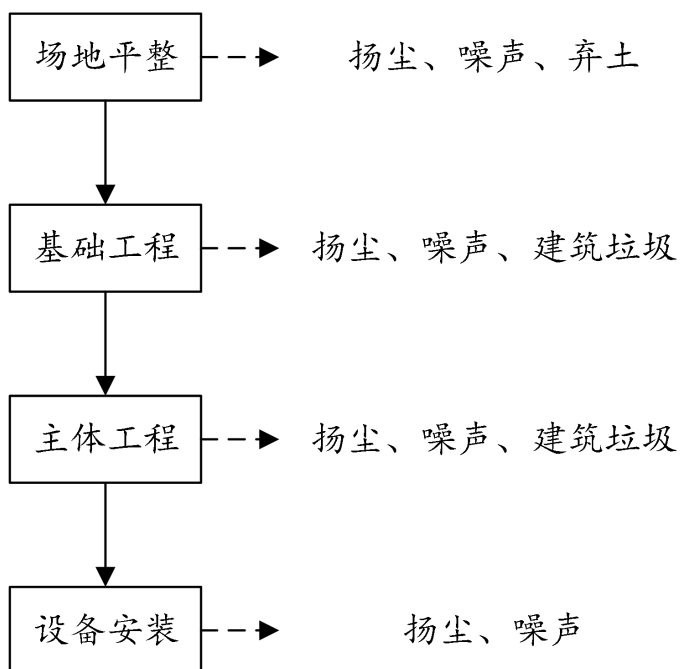 场地平整 扬尘、噪声、弃土
基础工程 扬尘、噪声、建筑垃圾
主体工程 扬尘、噪声、建筑垃圾
设备安装 扬尘、噪声